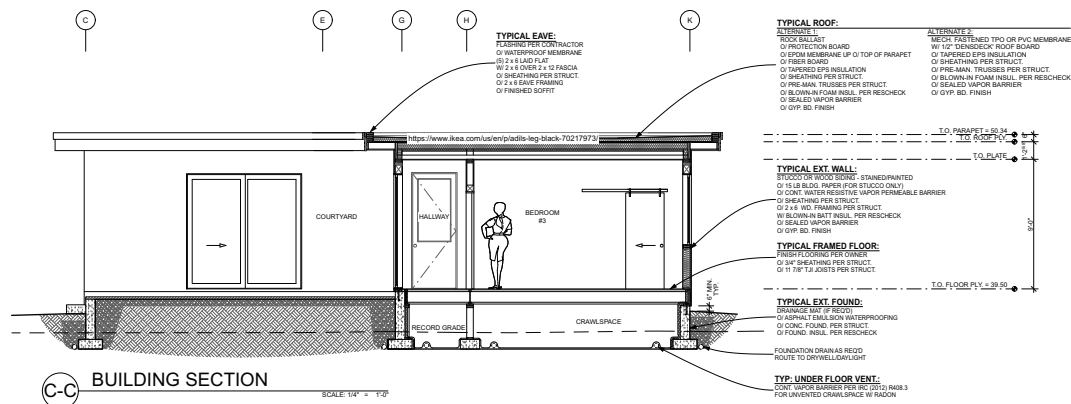 C
E
G
H
K
TYPICAL EAVE:
FLASHING PER CONTRACTOR
O/ WATERPROOF MEMBRANE
(5) 2 x 6 LAID FLAT
W/ 2 x 6 OVER 2 x 12 FASCIA
O/ SHEATHING PER STRUCT.
O/ 2 x 6 EAVE FRAMING
O/ FINISHED SOFFIT
TYPICAL ROOF:
ALTERNATE 1:
ROCK BALLAST
O/ PROTECTION BOARD
O/ EPDM MEMBRANE UP O/ TOP OF PARAPET
O/ FIBER BOARD
O/ TAPERED EPS INSULATION
O/ SHEATHING PER STRUCT.
O/ PRE-MAN. TRUSSES PER STRUCT.
O/ BLOWN-IN FOAM INSUL. PER RESCHECK
O/ SEALED VAPOR BARRIER
O/ GYP. BD. FINISH
ALTERNATE 2:
MECH. FASTENED TPO OR PVC MEMBRANE
W/ 1/2" "DENSDECK" ROOF BOARD
O/ TAPERED EPS INSULATION
O/ SHEATHING PER STRUCT.
O/ PRE-MAN. TRUSSES PER STRUCT.
O/ BLOWN-IN FOAM INSUL. PER RESCHECK
O/ SEALED VAPOR BARRIER
O/ GYP. BD. FINISH
https://www.ikea.com/us/en/p/adils-leg-black-70217973/
T.O. PARAPET = 50.34
T.O. ROOF PLY.
T.O. PLATE
9'-0"
T.O. FLOOR PLY. = 39.50
TYPICAL EXT. WALL:
STUCCO OR WOOD SIDING - STAINED/PAINTED
O/ 15 LB BLDG. PAPER (FOR STUCCO ONLY)
O/ CONT. WATER RESISTIVE VAPOR PERMEABLE BARRIER
O/ SHEATHING PER STRUCT.
O/ 2 x 6 WD. FRAMING PER STRUCT.
W/ BLOWN-IN BATT INSUL. PER RESCHECK
O/ SEALED VAPOR BARRIER
O/ GYP. BD. FINISH
COURTYARD
HALLWAY
BEDROOM
#3
TYPICAL FRAMED FLOOR:
FINISH FLOORING PER OWNER
O/ 3/4" SHEATHING PER STRUCT.
O/ 11 7/8" TJI JOISTS PER STRUCT.
6" MIN.
TYP.
TYPICAL EXT. FOUND:
DRAINAGE MAT (IF REQ'D)
O/ ASPHALT EMULSION WATERPROOFING
O/ CONC. FOUND. PER STRUCT.
O/ FOUND. INSUL. PER RESCHECK
RECORD GRADE
CRAWLSPACE
FOUNDATION DRAIN AS REQ'D
ROUTE TO DRYWELL/DAYLIGHT
TYP: UNDER FLOOR VENT.:
CONT. VAPOR BARRIER PER IRC (2012) R408.3
FOR UNVENTED CRAWLSPACE W/ RADON
C-C
BUILDING SECTION
SCALE: 1/4" = 1'-0"